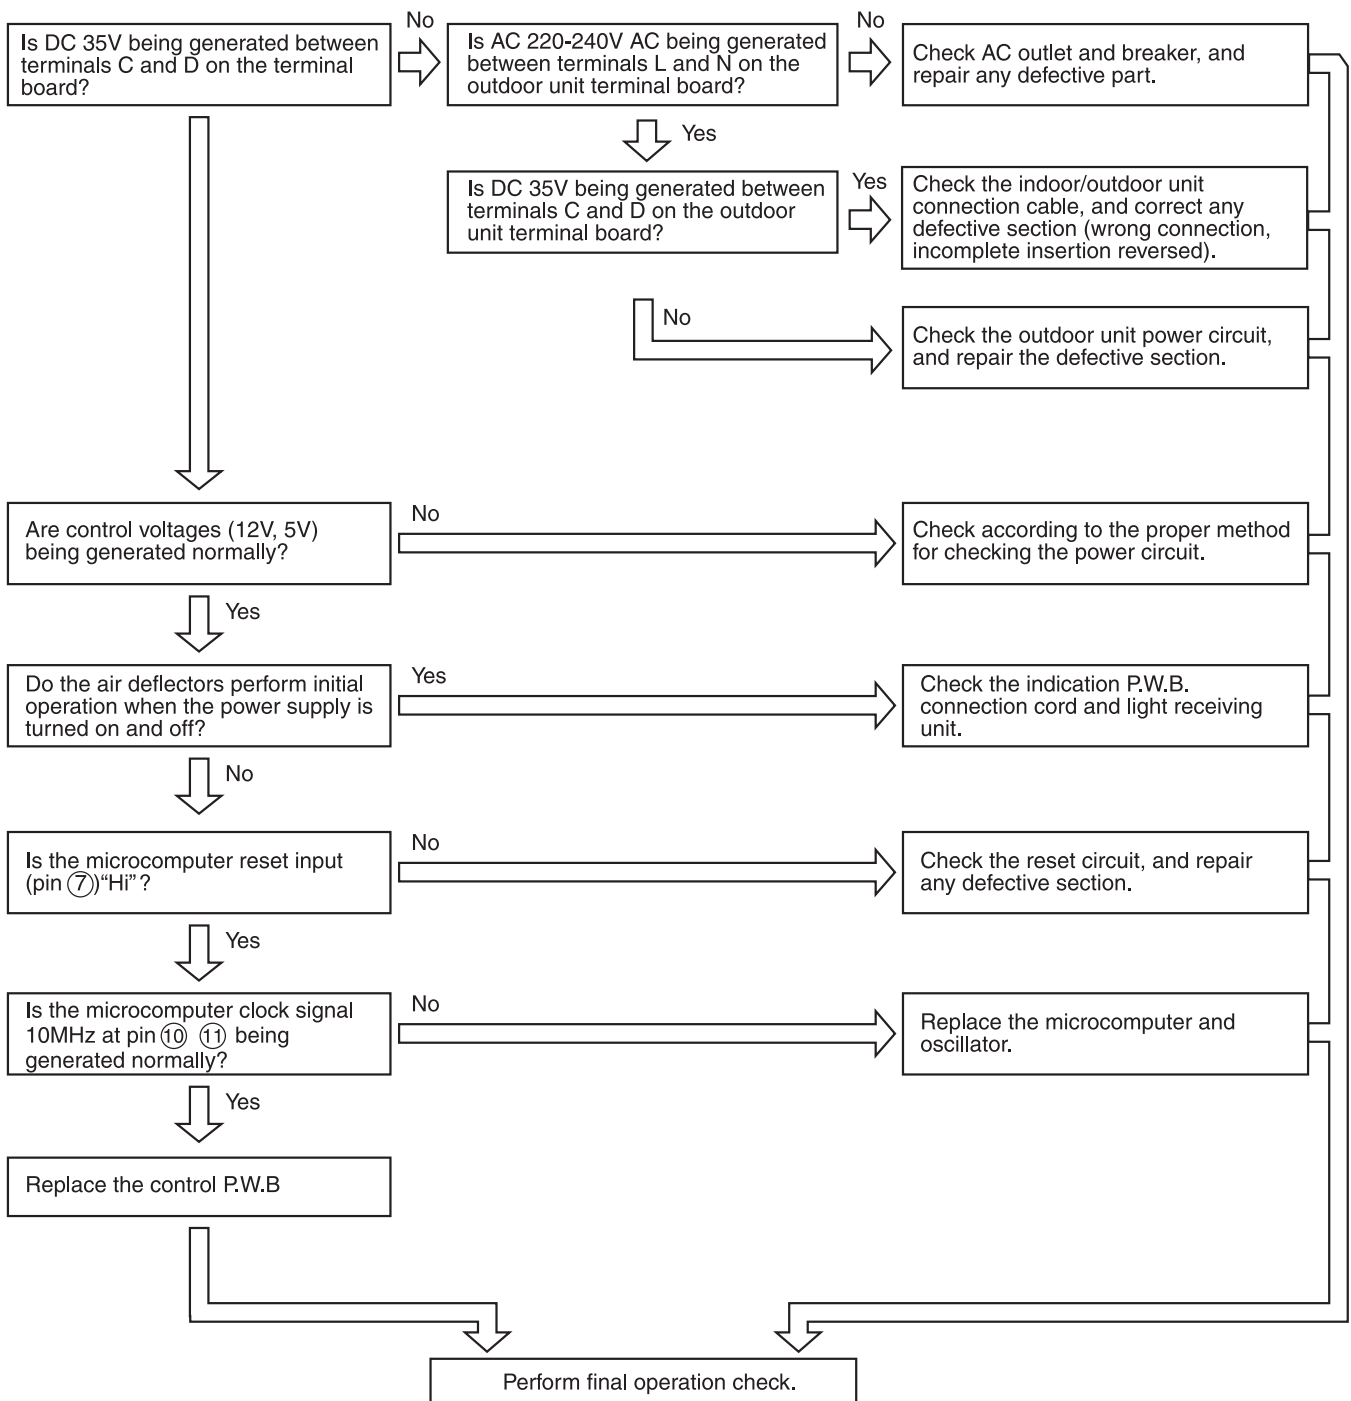 No
No
Is DC 35V being generated between
terminals C and D on the terminal
board?
Is AC 220-240V AC being generated
between terminals L and N on the
outdoor unit terminal board?
Check AC outlet and breaker, and
repair any defective part.
Yes
Is DC 35V being generated between
terminals C and D on the outdoor
unit terminal board?
Yes
Check the indoor/outdoor unit
connection cable, and correct any
defective section (wrong connection,
incomplete insertion reversed).
No
Check the outdoor unit power circuit,
and repair the defective section.
Are control voltages (12V, 5V)
being generated normally?
No
Check according to the proper method
for checking the power circuit.
Yes
Do the air deflectors perform initial
operation when the power supply is
turned on and off?
Yes
Check the indication P.W.B.
connection cord and light receiving
unit.
No
Is the microcomputer reset input
(pin ⑦)“Hi”?
No
Check the reset circuit, and repair
any defective section.
Yes
Is the microcomputer clock signal
10MHz at pin ⑩ ⑪ being
generated normally?
No
Replace the microcomputer and
oscillator.
Yes
Replace the control P.W.B
Perform final operation check.